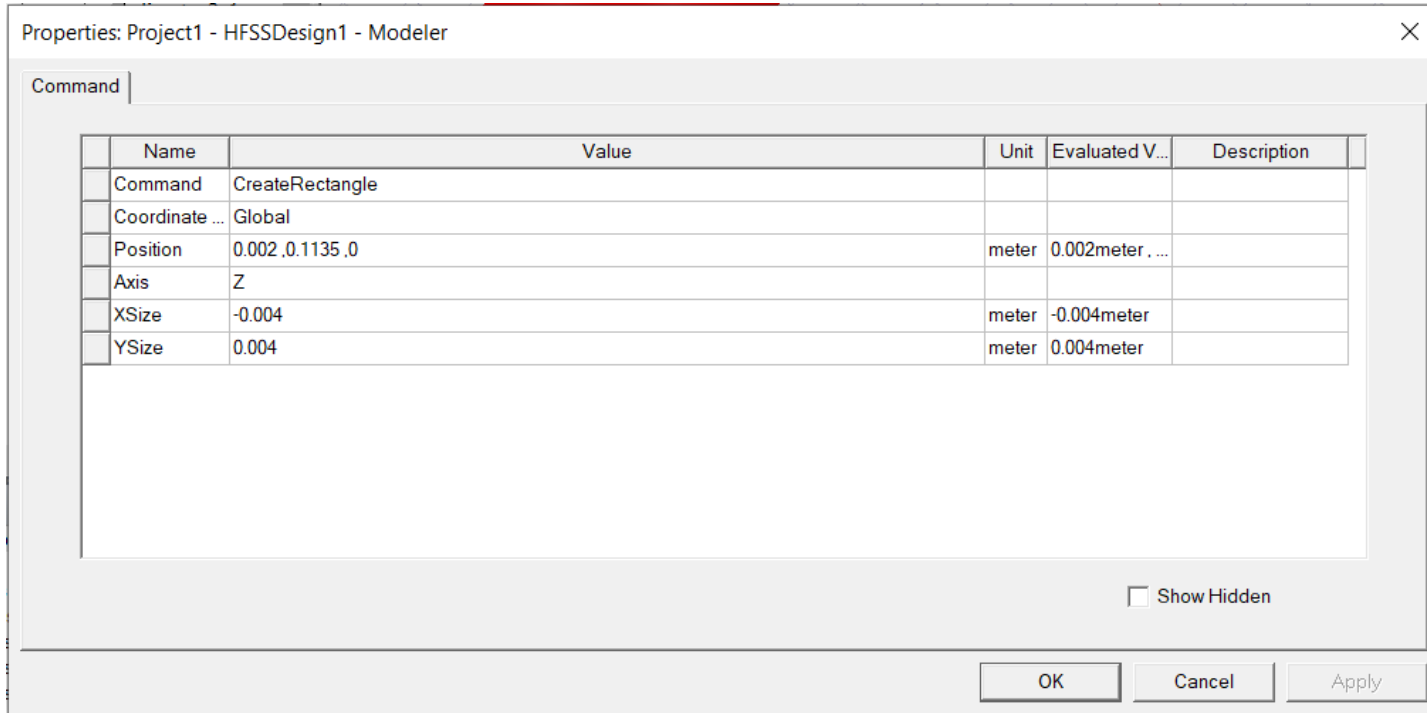 Properties: Project1 - HFSSDesign1 - Modeler
Command
Name Value Unit Evaluated V... Description
Command CreateRectangle
Coordinate ... Global
Position 0.002 ,0.1135 ,0 meter 0.002meter , ...
Axis Z
XSize -0.004 meter -0.004meter
YSize 0.004 meter 0.004meter
Show Hidden
OK Cancel Apply